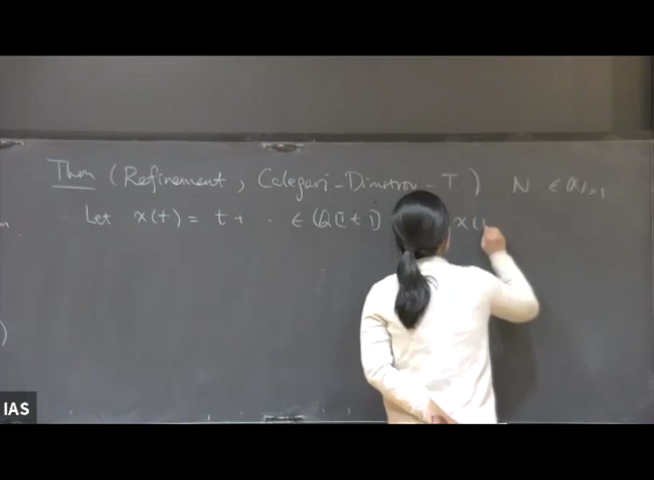 Thm (Refinement, Calegari - Dimitrov - T) N ∈ ℕ>1
Let x(t) = t + · ∈ ℚ[[t]] x(t
)
IAS